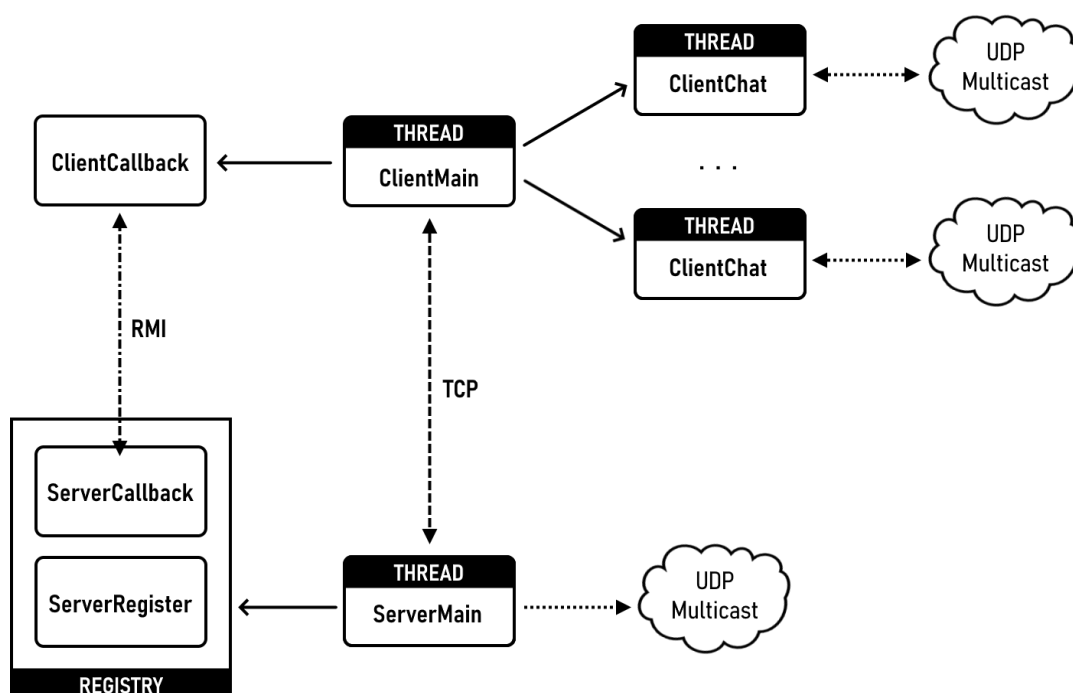 THREAD
ClientChat
UDP
Multicast
THREAD
ClientMain
ClientCallback
. . .
THREAD
ClientChat
UDP
Multicast
RMI
TCP
ServerCallback
ServerRegister
REGISTRY
THREAD
ServerMain
UDP
Multicast